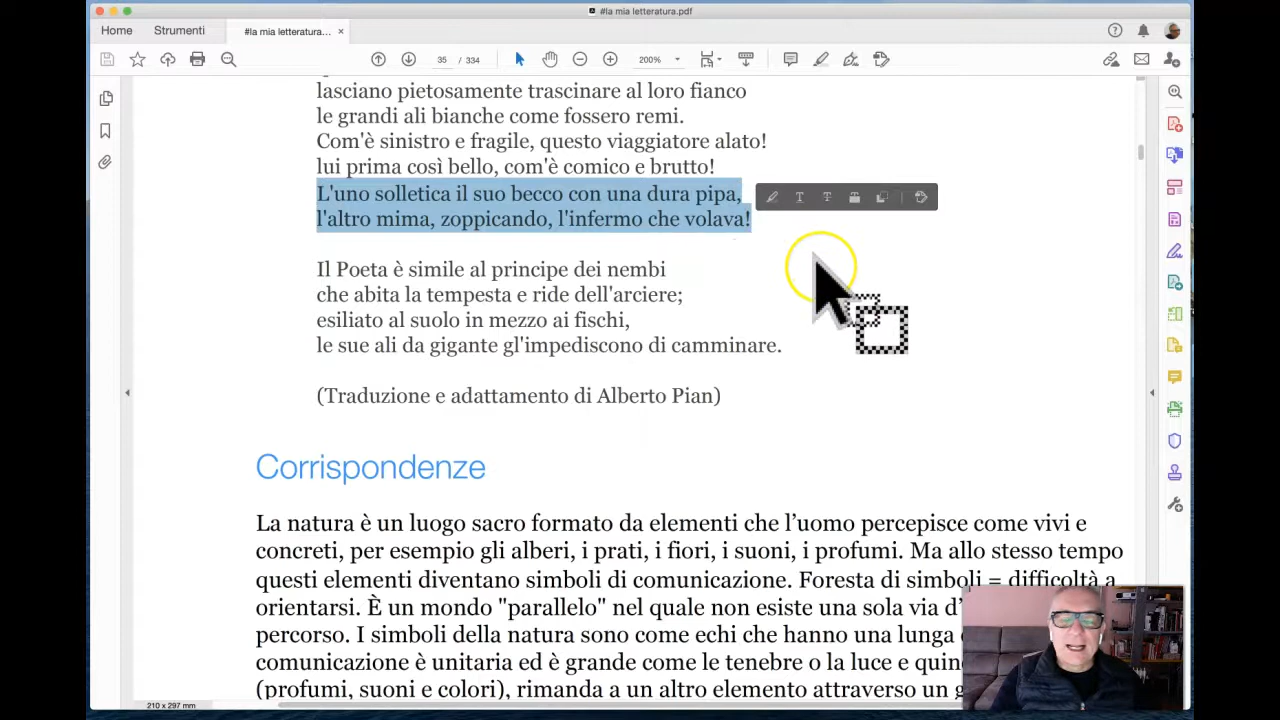 #la mia letteratura.pdf
Home
Strumenti
#la mia letteratura...
35 / 334
200%
lasciano pietosamente trascinare al loro fianco
le grandi ali bianche come fossero remi.
Com'è sinistro e fragile, questo viaggiatore alato!
lui prima così bello, com'è comico e brutto!
L'uno solletica il suo becco con una dura pipa,
l'altro mima, zoppicando, l'infermo che volava!
Il Poeta è simile al principe dei nembi
che abita la tempesta e ride dell'arciere;
esiliato al suolo in mezzo ai fischi,
le sue ali da gigante gl'impediscono di camminare.
(Traduzione e adattamento di Alberto Pian)
Corrispondenze
La natura è un luogo sacro formato da elementi che l’uomo percepisce come vivi e
concreti, per esempio gli alberi, i prati, i fiori, i suoni, i profumi. Ma allo stesso tempo
questi elementi diventano simboli di comunicazione. Foresta di simboli = difficoltà a
orientarsi. È un mondo "parallelo" nel quale non esiste una sola via
percorso. I simboli della natura sono come echi che hanno una lunga
comunicazione è unitaria ed è grande come le tenebre o la luce e
(profumi, suoni e colori), rimanda a un altro elemento attraverso un
210 x 297 mm